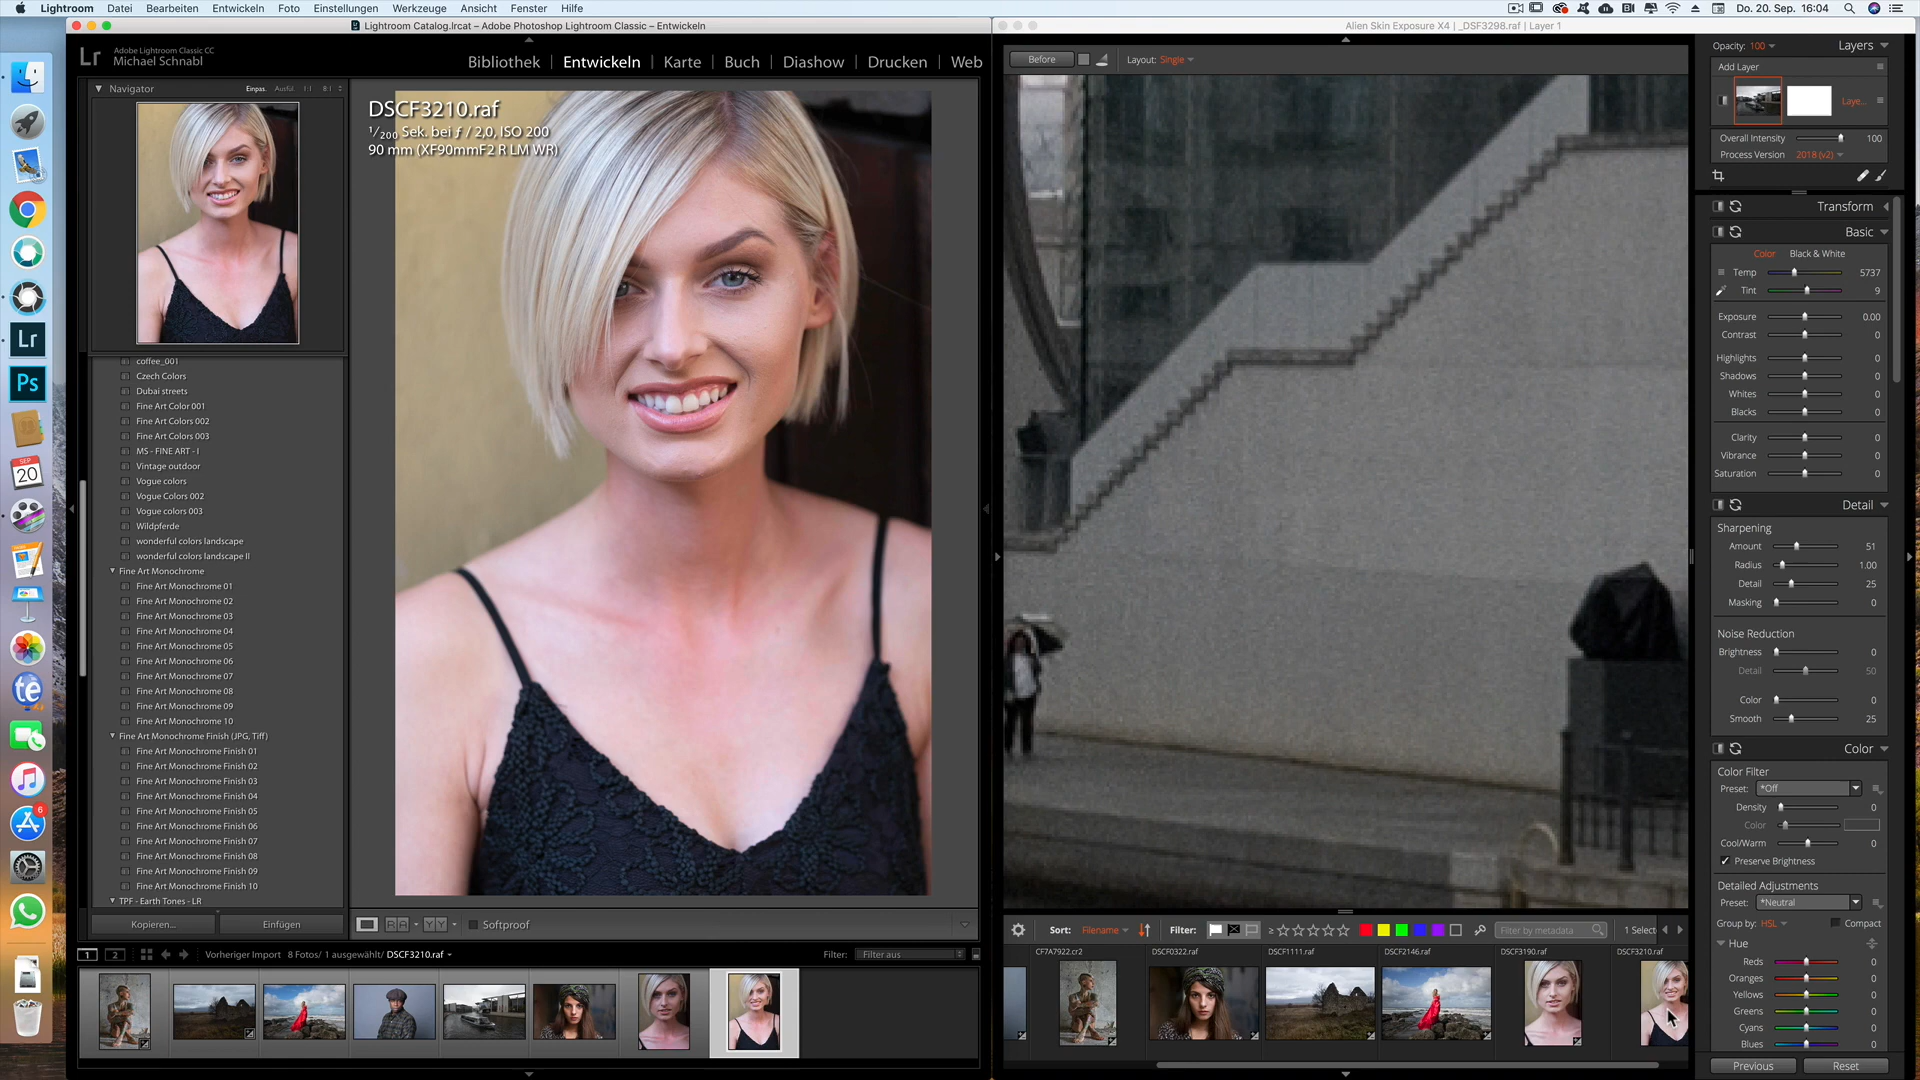 Lightroom Datei Bearbeiten Entwickeln Foto Einstellungen Werkzeuge Ansicht Fenster Hilfe
Do. 20. Sep. 16:04
Lightroom Catalog.lrcat – Adobe Photoshop Lightroom Classic – Entwickeln
Alien Skin Exposure X4 | _DSF3298.raf | Layer 1
Lr
Adobe Lightroom Classic CC
Michael Schnabl
Bibliothek | Entwickeln | Karte | Buch | Diashow | Drucken | Web
Navigator Einpas. Ausfül. 1:1 8:1
DSCF3210.raf
1/200 Sek. bei ƒ / 2,0, ISO 200
90 mm (XF90mmF2 R LM WR)
coffee_001
Czech Colors
Dubai streets
Fine Art Color 001
Fine Art Colors 002
Fine Art Colors 003
MS - FINE ART - I
Vintage outdoor
Vogue colors
Vogue Colors 002
Vogue colors 003
Wildpferde
wonderful colors landscape
wonderful colors landscape II
Fine Art Monochrome
Fine Art Monochrome 01
Fine Art Monochrome 02
Fine Art Monochrome 03
Fine Art Monochrome 04
Fine Art Monochrome 05
Fine Art Monochrome 06
Fine Art Monochrome 07
Fine Art Monochrome 08
Fine Art Monochrome 09
Fine Art Monochrome 10
Fine Art Monochrome Finish (JPG, Tiff)
Fine Art Monochrome Finish 01
Fine Art Monochrome Finish 02
Fine Art Monochrome Finish 03
Fine Art Monochrome Finish 04
Fine Art Monochrome Finish 05
Fine Art Monochrome Finish 06
Fine Art Monochrome Finish 07
Fine Art Monochrome Finish 08
Fine Art Monochrome Finish 09
Fine Art Monochrome Finish 10
TPF - Earth Tones - LR
Kopieren... Einfügen
Softproof
1 2 Vorheriger Import 8 Fotos/ 1 ausgewählt/ DSCF3210.raf
Filter: Filter aus
Lr
Ps
SEP
20
té
6
Before Layout: Single
Sort: Filename Filter: Filter by metadata 1 Select
CF7A7922.cr2 DSCF0322.raf DSCF1111.raf DSCF2146.raf DSCF3190.raf DSCF3210.raf
Opacity: 100 Layers
Add Layer
Laye...
Overall Intensity 100
Process Version 2018 (v2)
Transform
Basic
Color Black & White
Temp 5737
Tint 9
Exposure 0.00
Contrast 0
Highlights 0
Shadows 0
Whites 0
Blacks 0
Clarity 0
Vibrance 0
Saturation 0
Detail
Sharpening
Amount 51
Radius 1.00
Detail 25
Masking 0
Noise Reduction
Brightness 0
Detail 50
Color 0
Smooth 25
Color
Color Filter
Preset: *Off
Density 0
Color
Cool/Warm 0
Preserve Brightness
Detailed Adjustments
Preset: *Neutral
Group by: HSL Compact
Hue
Reds 0
Oranges 0
Yellows 0
Greens 0
Cyans 0
Blues 0
Previous Reset